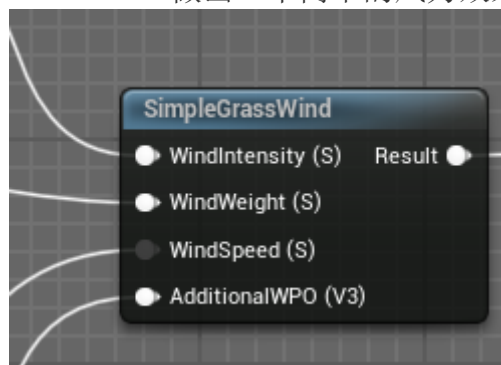 SimpleGrassWind
WindIntensity (S) Result
WindWeight (S)
WindSpeed (S)
AdditionalWPO (V3)